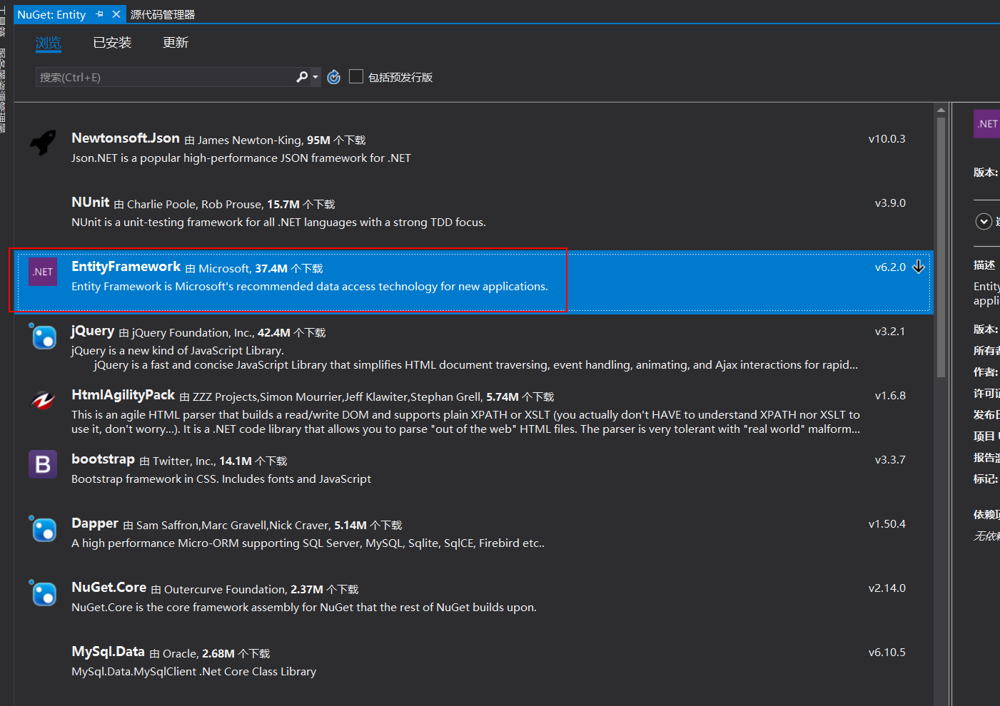 NuGet: Entity
源代码管理器
工具箱
服务器资源管理器
浏览
已安装
更新
搜索(Ctrl+E)
包括预发行版
Newtonsoft.Json 由 James Newton-King, 95M 个下载
v10.0.3
Json.NET is a popular high-performance JSON framework for .NET
NUnit 由 Charlie Poole, Rob Prouse, 15.7M 个下载
v3.9.0
NUnit is a unit-testing framework for all .NET languages with a strong TDD focus.
.NET
EntityFramework 由 Microsoft, 37.4M 个下载
v6.2.0
Entity Framework is Microsoft's recommended data access technology for new applications.
jQuery 由 jQuery Foundation, Inc., 42.4M 个下载
v3.2.1
jQuery is a new kind of JavaScript Library.
jQuery is a fast and concise JavaScript Library that simplifies HTML document traversing, event handling, animating, and Ajax interactions for rapid...
HtmlAgilityPack 由 ZZZ Projects,Simon Mourrier,Jeff Klawiter,Stephan Grell, 5.74M 个下载
v1.6.8
This is an agile HTML parser that builds a read/write DOM and supports plain XPATH or XSLT (you actually don't HAVE to understand XPATH nor XSLT to
use it, don't worry...). It is a .NET code library that allows you to parse "out of the web" HTML files. The parser is very tolerant with "real world" malform...
B
bootstrap 由 Twitter, Inc., 14.1M 个下载
v3.3.7
Bootstrap framework in CSS. Includes fonts and JavaScript
Dapper 由 Sam Saffron,Marc Gravell,Nick Craver, 5.14M 个下载
v1.50.4
A high performance Micro-ORM supporting SQL Server, MySQL, Sqlite, SqlCE, Firebird etc..
NuGet.Core 由 Outercurve Foundation, 2.37M 个下载
v2.14.0
NuGet.Core is the core framework assembly for NuGet that the rest of NuGet builds upon.
MySql.Data 由 Oracle, 2.68M 个下载
v6.10.5
MySql.Data.MySqlClient .Net Core Class Library
.NET
版本:
描述
Entity
appli
版本:
所有者
作者:
许可证
发布日
项目 U
报告滥
标记:
依赖项
无依赖